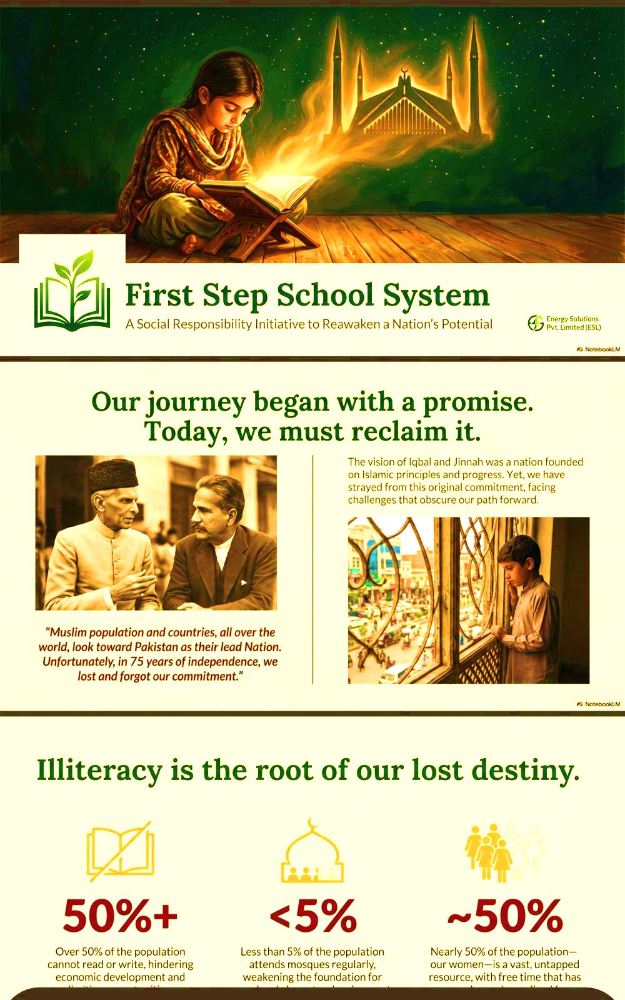 First Step School System
A Social Responsibility Initiative to Reawaken a Nation's Potential
Energy Solutions
Pvt. Limited (ESL)
NotebookLM
Our journey began with a promise.
Today, we must reclaim it.
The vision of Iqbal and Jinnah was a nation founded
on Islamic principles and progress. Yet, we have
strayed from this original commitment, facing
challenges that obscure our path forward.
“Muslim population and countries, all over the
world, look toward Pakistan as their lead Nation.
Unfortunately, in 75 years of independence, we
lost and forgot our commitment.”
NotebookLM
Illiteracy is the root of our lost destiny.
50%+
Over 50% of the population
cannot read or write, hindering
economic development and
<5%
Less than 5% of the population
attends mosques regularly,
weakening the foundation for
~50%
Nearly 50% of the population—
our women—is a vast, untapped
resource, with free time that has